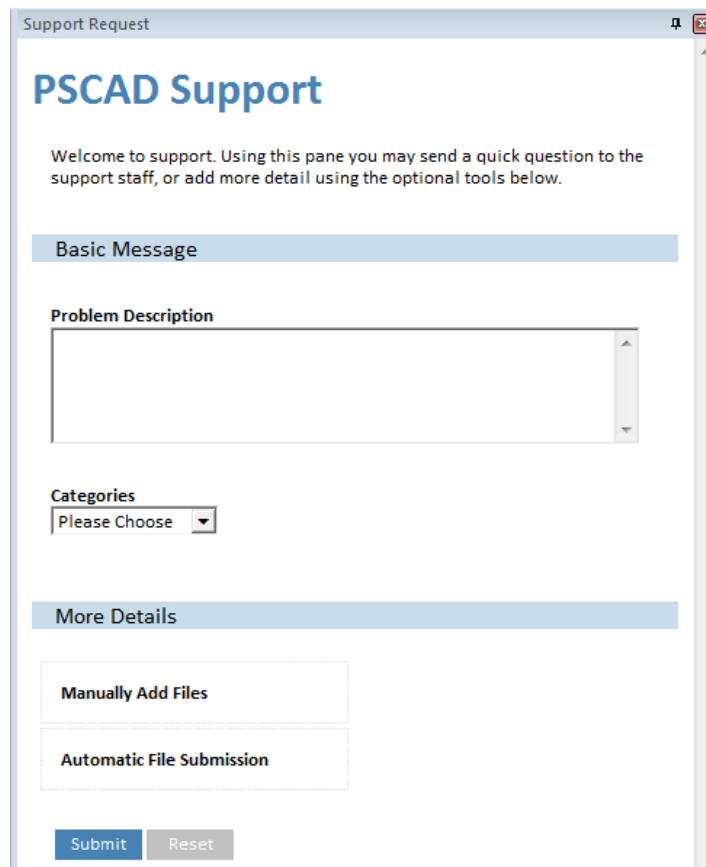 Support Request
PSCAD Support
Welcome to support. Using this pane you may send a quick question to the
support staff, or add more detail using the optional tools below.
Basic Message
Problem Description
Categories
Please Choose
More Details
Manually Add Files
Automatic File Submission
Submit Reset